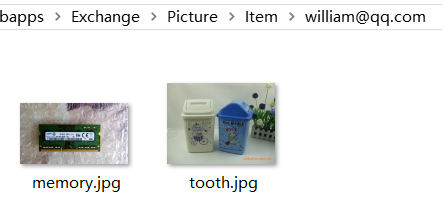 bapps > Exchange > Picture > Item > william@qq.com
memory.jpg
tooth.jpg